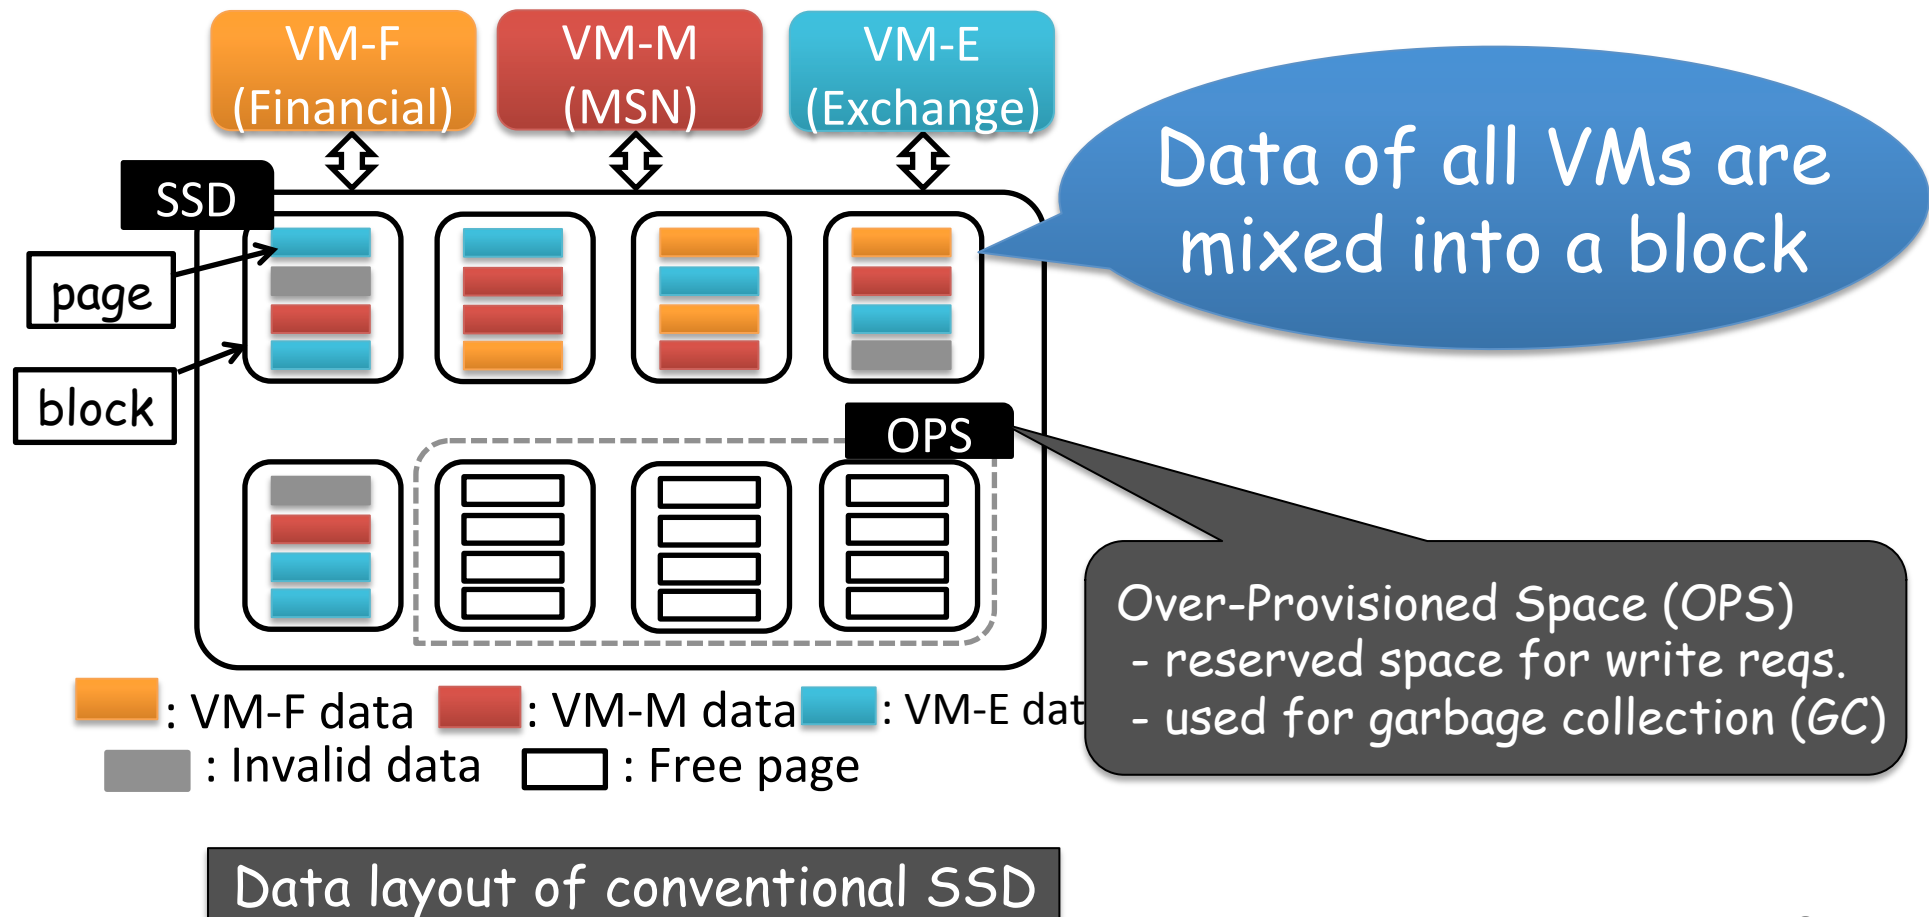 VM-F
(Financial)
VM-M
(MSN)
VM-E
(Exchange)
Data of all VMs are
mixed into a block
SSD
page
block
OPS
Over-Provisioned Space (OPS)
- reserved space for write reqs.
- used for garbage collection (GC)
: VM-F data
: VM-M data
: VM-E dat
: Invalid data
: Free page
Data layout of conventional SSD